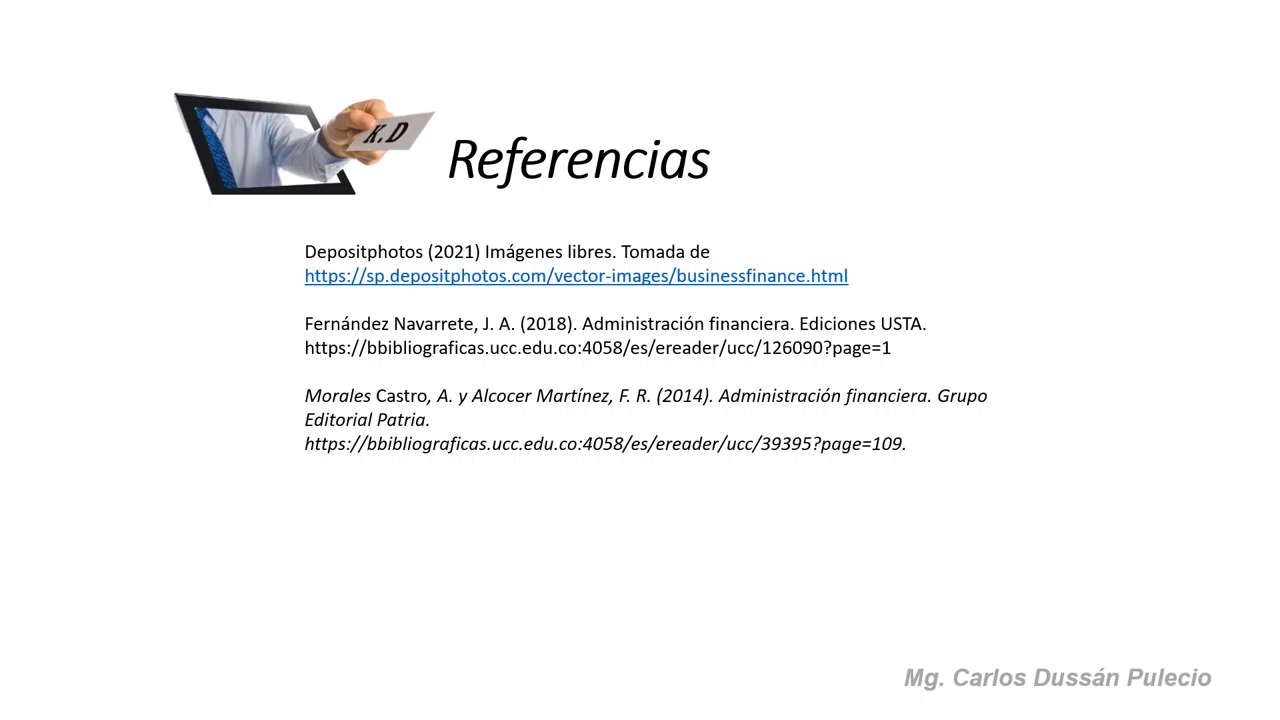 K.D
Referencias
Depositphotos (2021) Imágenes libres. Tomada de
https://sp.depositphotos.com/vector-images/businessfinance.html
Fernández Navarrete, J. A. (2018). Administración financiera. Ediciones USTA.
https://bbibliograficas.ucc.edu.co:4058/es/ereader/ucc/126090?page=1
Morales Castro, A. y Alcocer Martínez, F. R. (2014). Administración financiera. Grupo
Editorial Patria.
https://bbibliograficas.ucc.edu.co:4058/es/ereader/ucc/39395?page=109.
Mg. Carlos Dussán Pulecio